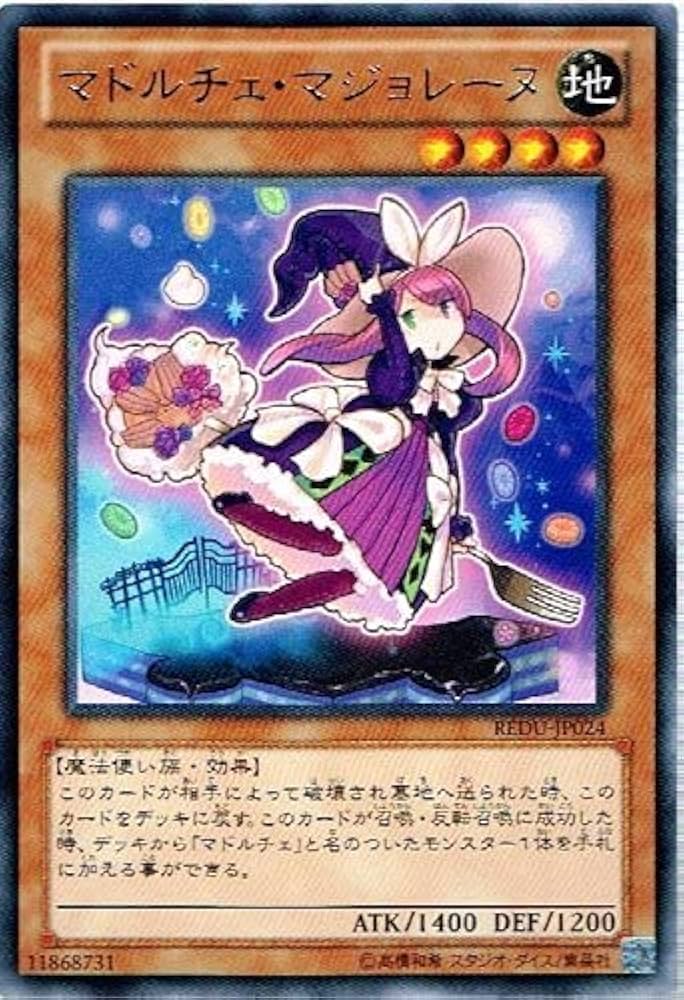 マドルチェ・マジョレーヌ
地
REDU-JP024
【魔法使い族・効果】
このカードが相手によって破壊され墓地へ送られた時、この
カードをデッキに戻す。このカードが召喚・反転召喚に成功した
時、デッキから「マドルチェ」と名のついたモンスター1体を手札
に加える事ができる。
ATK/1400 DEF/1200
11868731
©高橋和希 スタジオ・ダイス/集英社